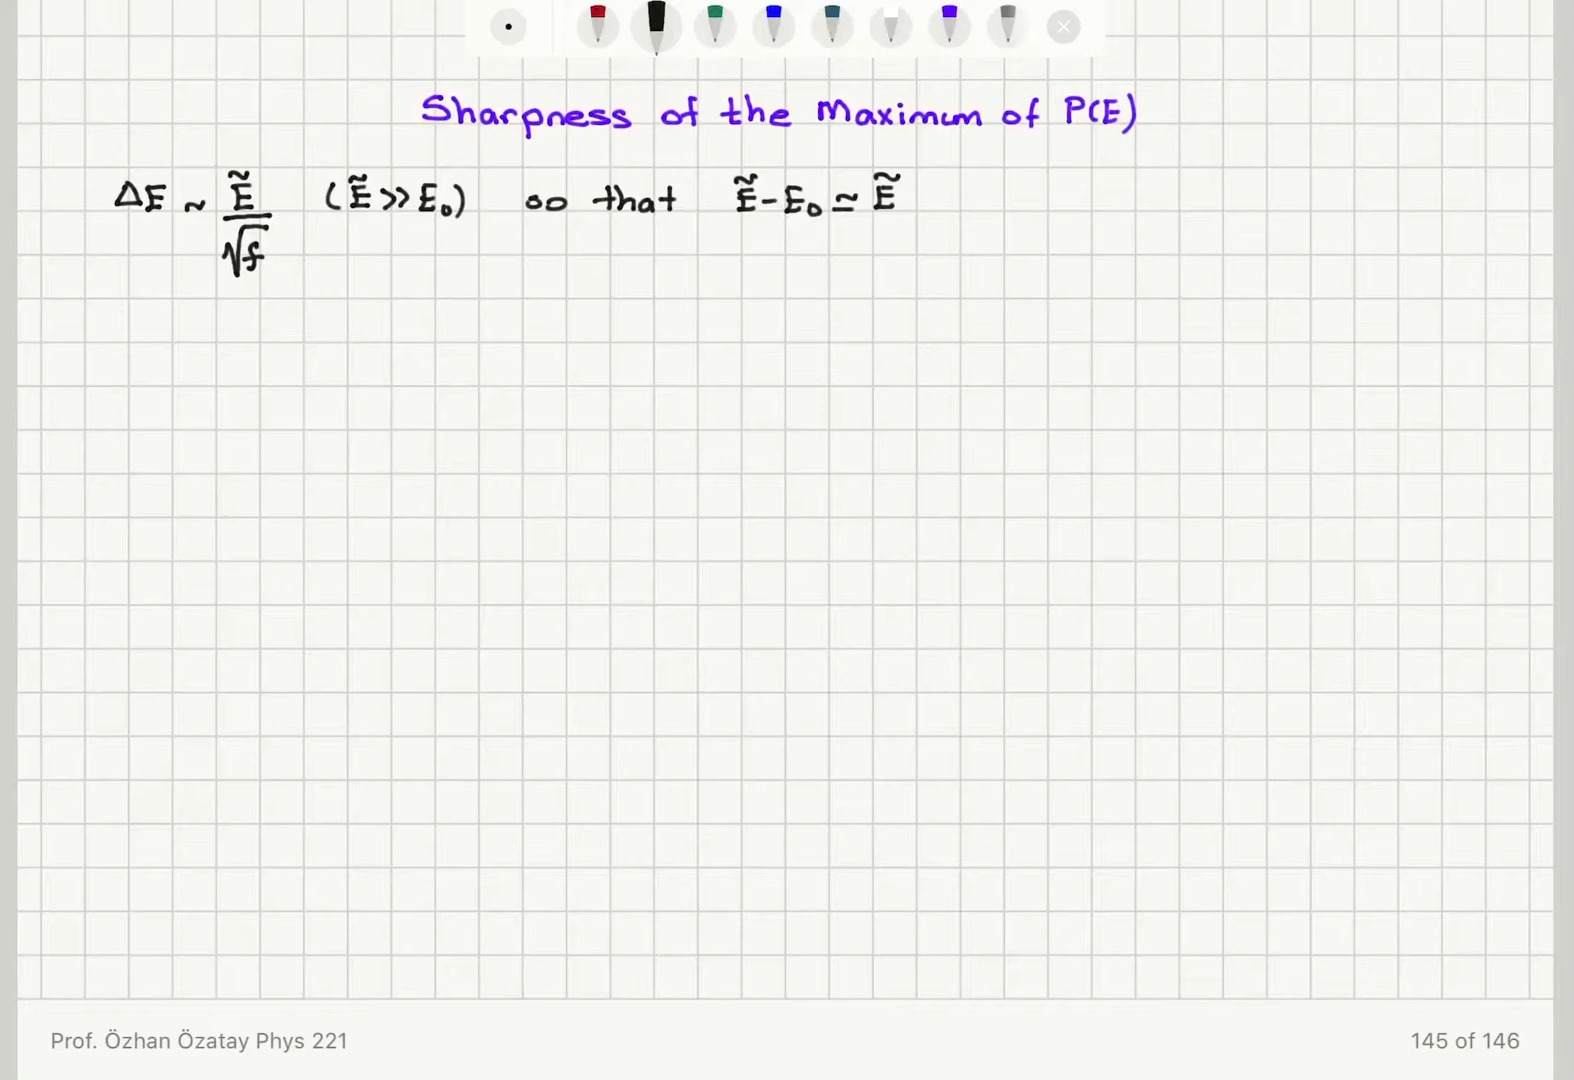 Sharpness of the Maximum of P(E)
ΔE ~ Ẽ/√f (Ẽ >> E₀) so that Ẽ-E₀ ≃ Ẽ
Prof. Özhan Özatay Phys 221
145 of 146